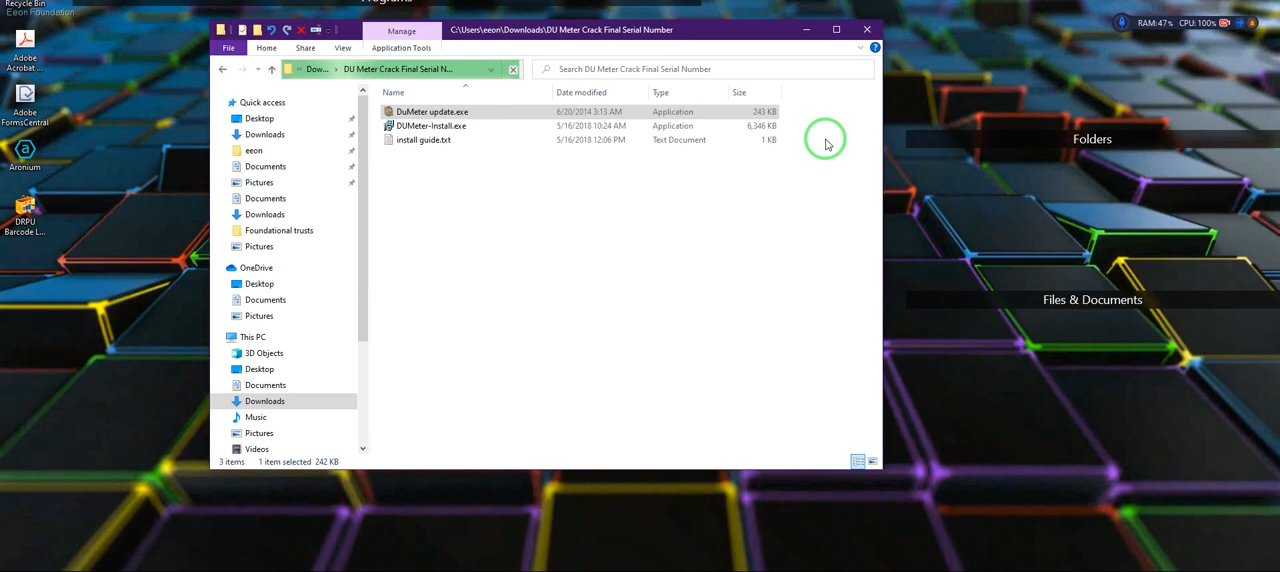 Recycle Bin
Eeon Foundation
Programs
Manage
C:\Users\eeon\Downloads\DU Meter Crack Final Serial Number
RAM:47% CPU:100%
File Home Share View Application Tools
Dow... DU Meter Crack Final Serial N...
Search DU Meter Crack Final Serial Number
Adobe
Acrobat ...
Adobe
FormsCentral
Aronium
DRPU
Barcode L...
Quick access
Desktop
Downloads
eeon
Documents
Pictures
Documents
Downloads
Foundational trusts
Pictures
OneDrive
Desktop
Documents
Pictures
This PC
3D Objects
Desktop
Documents
Downloads
Music
Pictures
Videos
Name Date modified Type Size
DuMeter update.exe 6/20/2014 3:13 AM Application 243 KB
DUMeter-Install.exe 5/16/2018 10:24 AM Application 6,346 KB
install guide.txt 5/16/2018 12:06 PM Text Document 1 KB
3 items 1 item selected 242 KB
Folders
Files & Documents